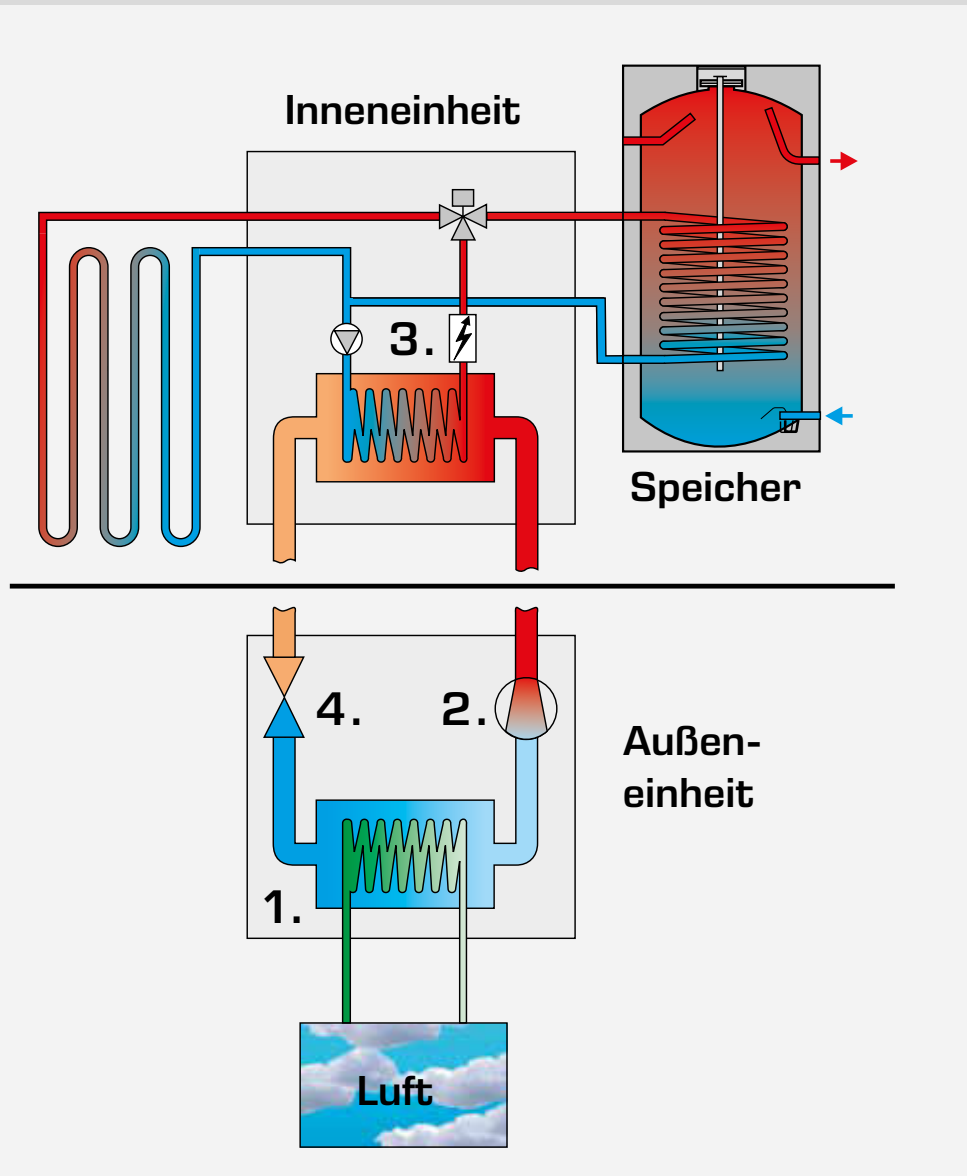 Inneneinheit
3.
Speicher
4.
2.
Außen-
einheit
1.
Luft